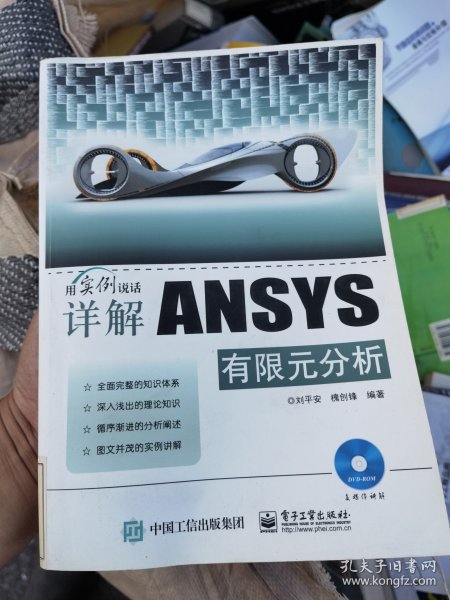 用实例说话
详解 ANSYS
有限元分析
◎刘平安 槐创锋 编著
☆ 全面完整的知识体系
☆ 深入浅出的理论知识
☆ 循序渐进的分析阐述
☆ 图文并茂的实例讲解
DVD-ROM
多媒体讲解
中国工信出版集团
电子工业出版社
PUBLISHING HOUSE OF ELECTRONICS INDUSTRY
http://www.phei.com.cn
孔夫子旧书网
www.kongfz.com